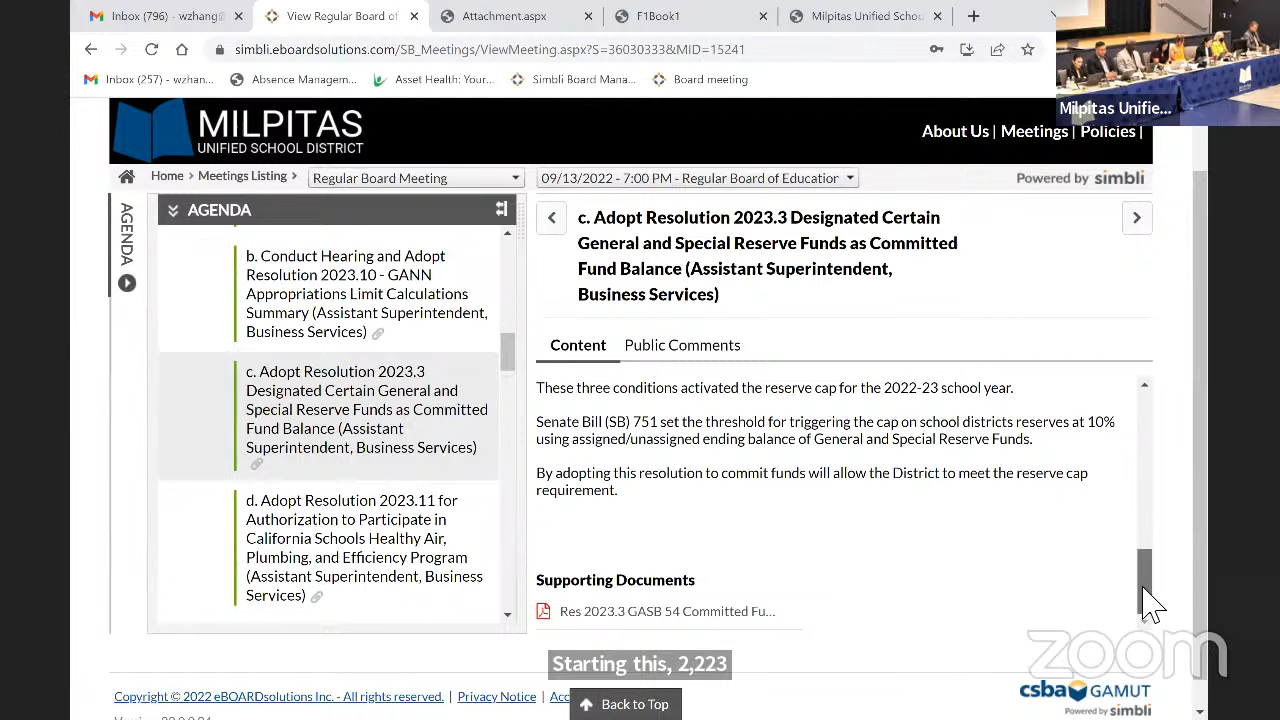 Inbox (796) - wzhang@
View Regular Board of
Attachment.aspx
F1Book1
Milpitas Unified Schoo
simbli.eboardsolutions.com/SB_Meetings/ViewMeeting.aspx?S=36030333&MID=15241
Inbox (257) - wzhan...
Absence Managem...
Asset Health|Your...
Simbli Board Mana...
Board meeting
Milpitas Unifie...
MILPITAS
UNIFIED SCHOOL DISTRICT
About Us | Meetings | Policies |
Home > Meetings Listing >
Regular Board Meeting
09/13/2022 - 7:00 PM - Regular Board of Education
Powered by simbli
AGENDA
AGENDA
b. Conduct Hearing and Adopt
Resolution 2023.10 - GANN
Appropriations Limit Calculations
Summary (Assistant Superintendent,
Business Services)
c. Adopt Resolution 2023.3
Designated Certain General and
Special Reserve Funds as Committed
Fund Balance (Assistant
Superintendent, Business Services)
d. Adopt Resolution 2023.11 for
Authorization to Participate in
California Schools Healthy Air,
Plumbing, and Efficiency Program
(Assistant Superintendent, Business
Services)
c. Adopt Resolution 2023.3 Designated Certain
General and Special Reserve Funds as Committed
Fund Balance (Assistant Superintendent,
Business Services)
Content
Public Comments
These three conditions activated the reserve cap for the 2022-23 school year.
Senate Bill (SB) 751 set the threshold for triggering the cap on school districts reserves at 10%
using assigned/unassigned ending balance of General and Special Reserve Funds.
By adopting this resolution to commit funds will allow the District to meet the reserve cap
requirement.
Supporting Documents
Res 2023.3 GASB 54 Committed Fu...
zoom
Starting this, 2,223
Copyright © 2022 eBOARDsolutions Inc.
All rights
Privacy Notice
Acc
Back to Top
csba GAMUT
Powered by simbli